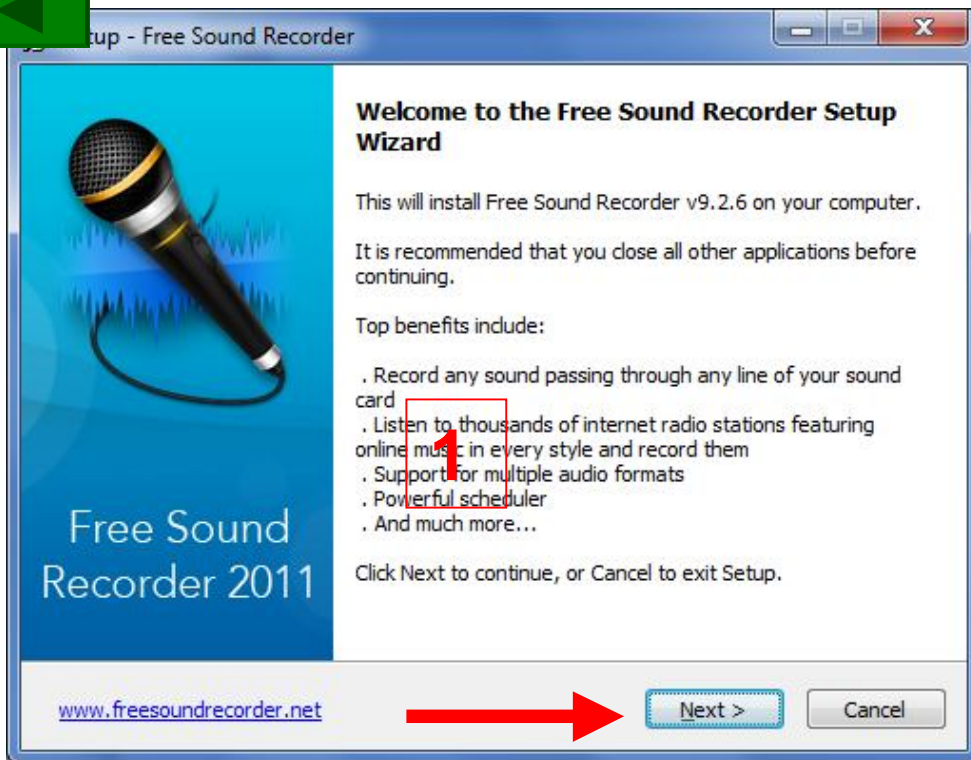 tup - Free Sound Recorder
Welcome to the Free Sound Recorder Setup
Wizard
This will install Free Sound Recorder v9.2.6 on your computer.
It is recommended that you close all other applications before
continuing.
Top benefits include:
. Record any sound passing through any line of your sound
card
. Listen to thousands of internet radio stations featuring
online music in every style and record them
. Support for multiple audio formats
. Powerful scheduler
. And much more...
1
Click Next to continue, or Cancel to exit Setup.
Free Sound
Recorder 2011
www.freesoundrecorder.net
Next >
Cancel